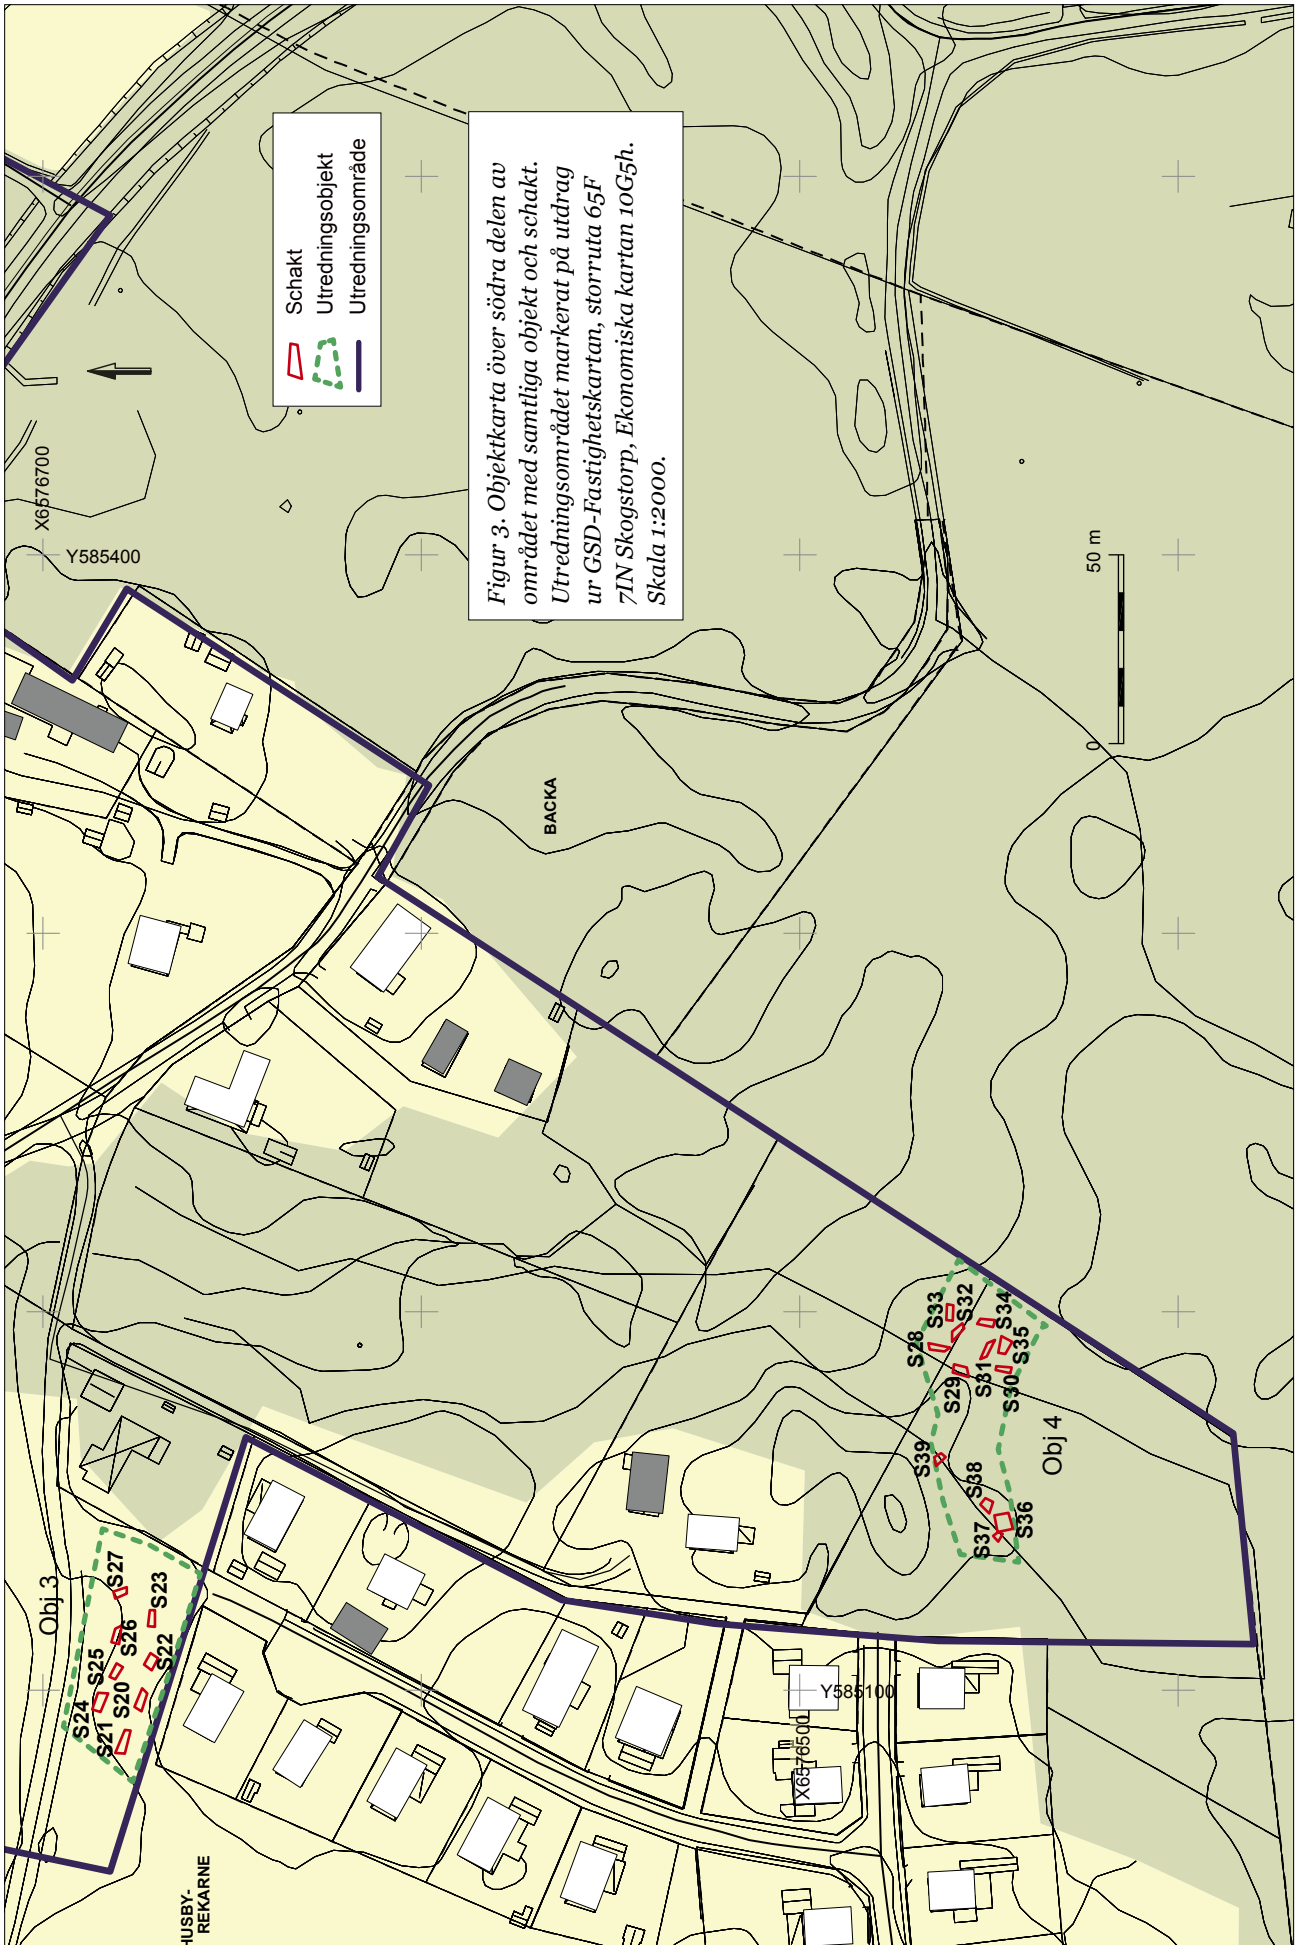 X6576700
Y585400
Schakt
Utredningsobjekt
Utredningsområde
Figur 3. Objektkarta över södra delen av
området med samtliga objekt och schakt.
Utredningsområdet markerat på utdrag
ur GSD-Fastighetskartan, storruta 65F
7IN Skogstorp, Ekonomiska kartan 10G5h.
Skala 1:2000.
0
50 m
BACKA
Obj 3
S24
S21
S25
S20
S26
S27
S22
S23
HUSBY-
REKARNE
S28
S33
S32
S29
S31
S34
S30
S35
S39
S38
S37
S36
Obj 4
X6576500
Y585100